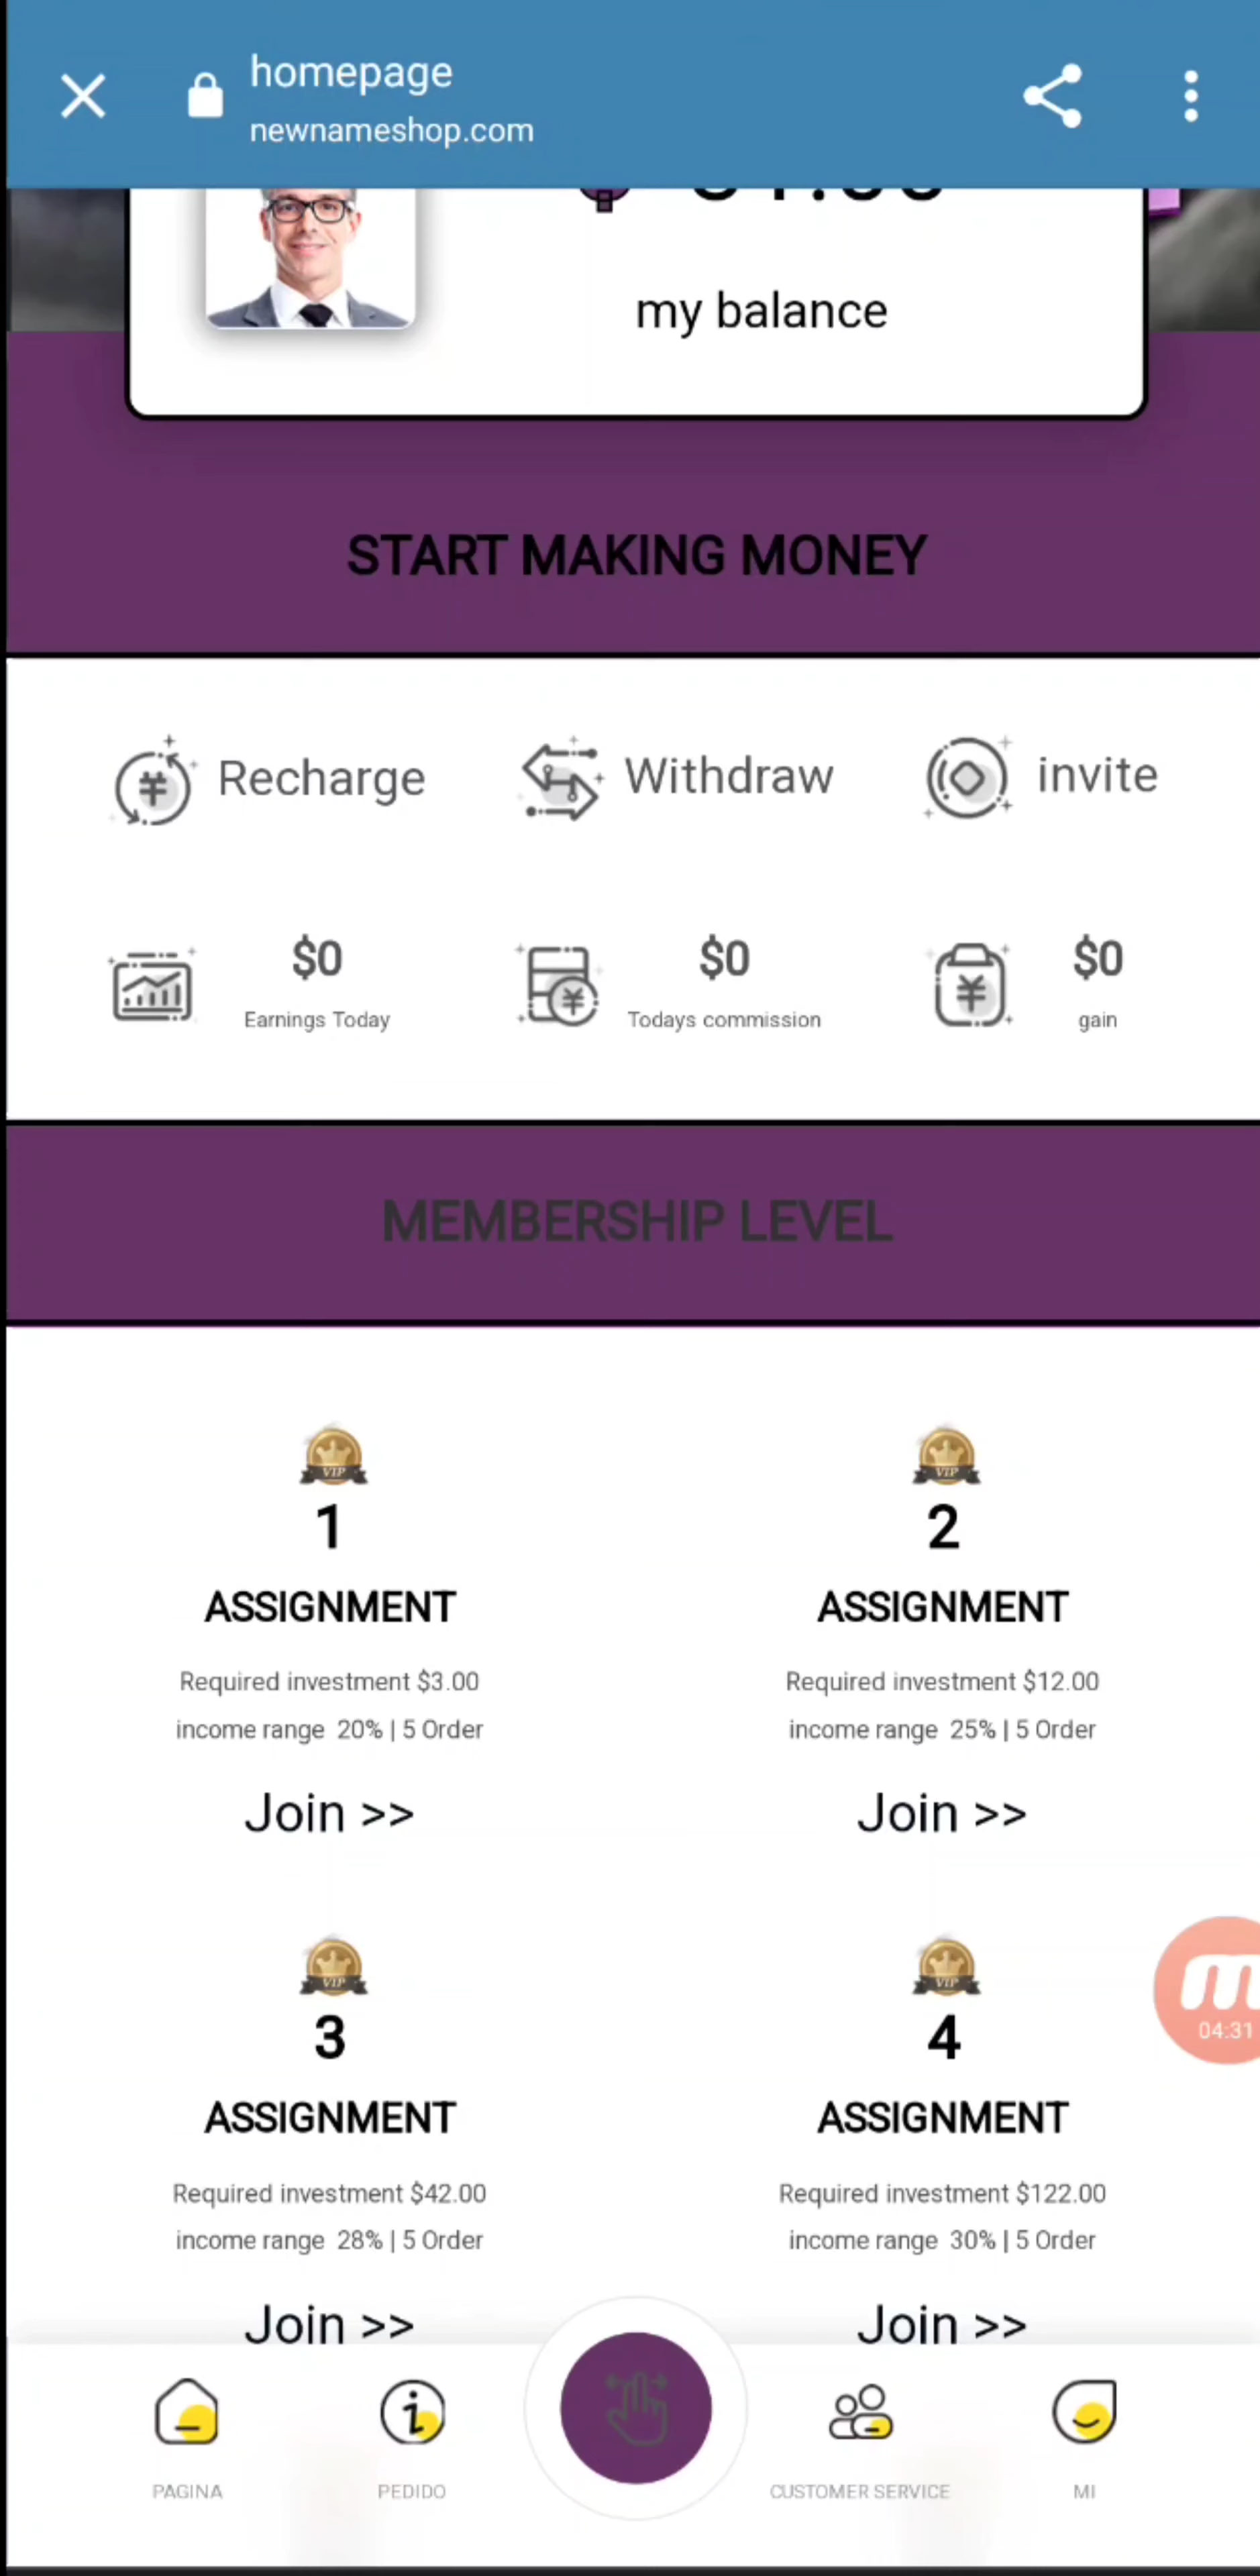 homepage
newnameshop.com
my balance
START MAKING MONEY
Recharge
Withdraw
invite
$0
Earnings Today
$0
Todays commission
$0
gain
MEMBERSHIP LEVEL
VIP
1
ASSIGNMENT
Required investment $3.00
income range 20% | 5 Order
Join >>
VIP
2
ASSIGNMENT
Required investment $12.00
income range 25% | 5 Order
Join >>
VIP
3
ASSIGNMENT
Required investment $42.00
income range 28% | 5 Order
Join >>
VIP
4
ASSIGNMENT
Required investment $122.00
income range 30% | 5 Order
Join >>
04:31
PAGINA
PEDIDO
CUSTOMER SERVICE
MI